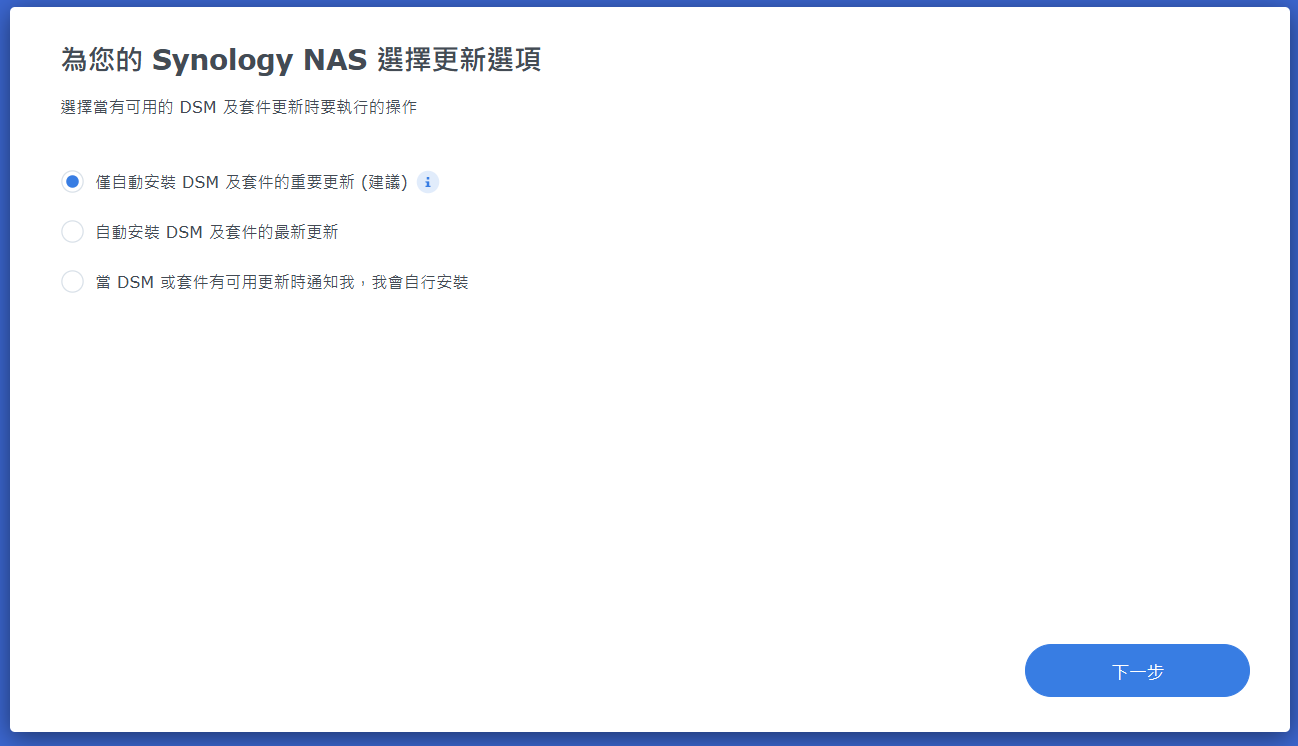 為您的 Synology NAS 選擇更新選項
選擇當有可用的 DSM 及套件更新時要執行的操作
僅自動安裝 DSM 及套件的重要更新 (建議) i
自動安裝 DSM 及套件的最新更新
當 DSM 或套件有可用更新時通知我，我會自行安裝
下一步